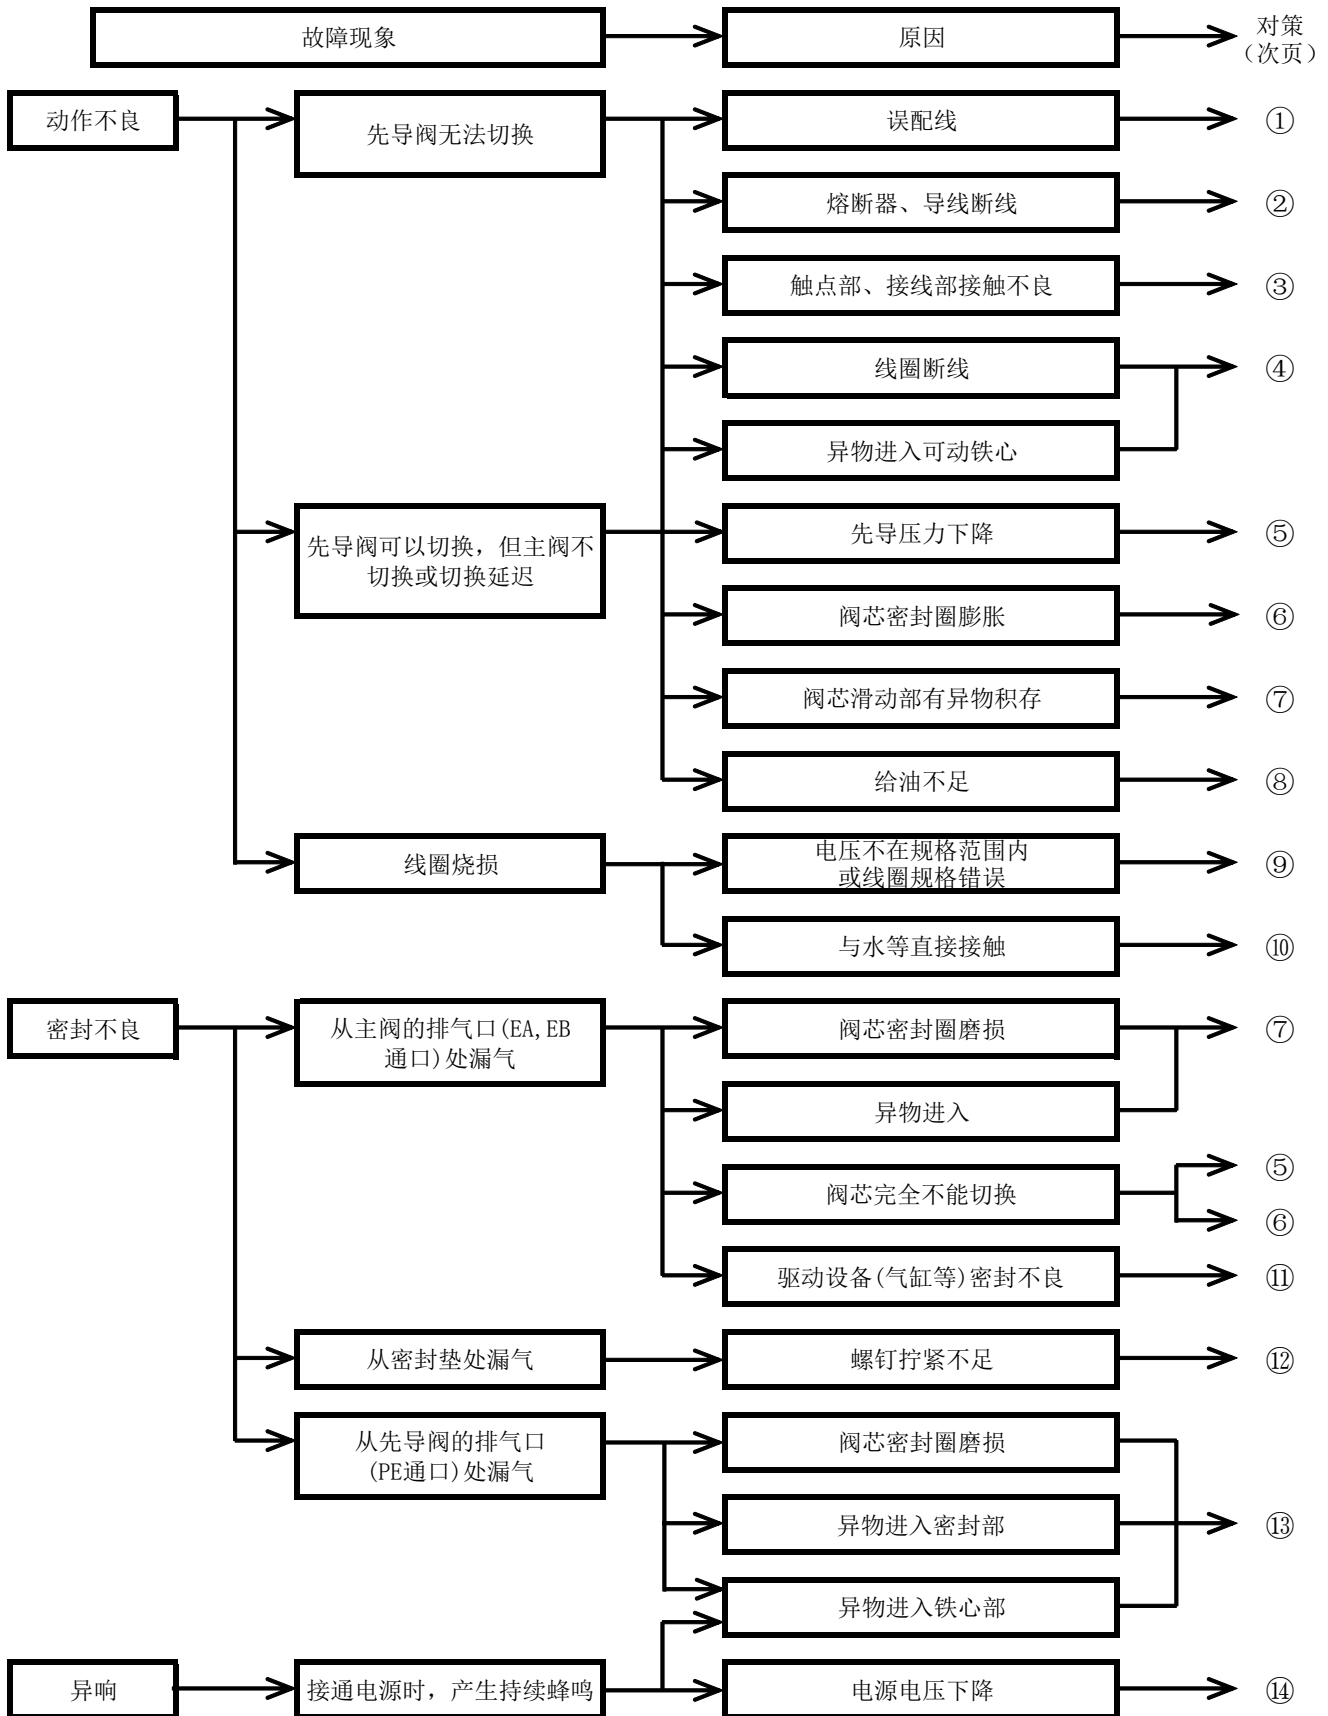 故障现象
原因
对策
（次页）
动作不良
先导阀无法切换
误配线
①
熔断器、导线断线
②
触点部、接线部接触不良
③
线圈断线
④
异物进入可动铁心
先导阀可以切换，但主阀不
切换或切换延迟
先导压力下降
⑤
阀芯密封圈膨胀
⑥
阀芯滑动部有异物积存
⑦
给油不足
⑧
线圈烧损
电压不在规格范围内
或线圈规格错误
⑨
与水等直接接触
⑩
密封不良
从主阀的排气口(EA,EB
通口)处漏气
阀芯密封圈磨损
⑦
异物进入
阀芯完全不能切换
⑤
⑥
驱动设备(气缸等)密封不良
⑪
从密封垫处漏气
螺钉拧紧不足
⑫
从先导阀的排气口
(PE通口)处漏气
阀芯密封圈磨损
异物进入密封部
⑬
异物进入铁心部
异响
接通电源时，产生持续蜂鸣
电源电压下降
⑭